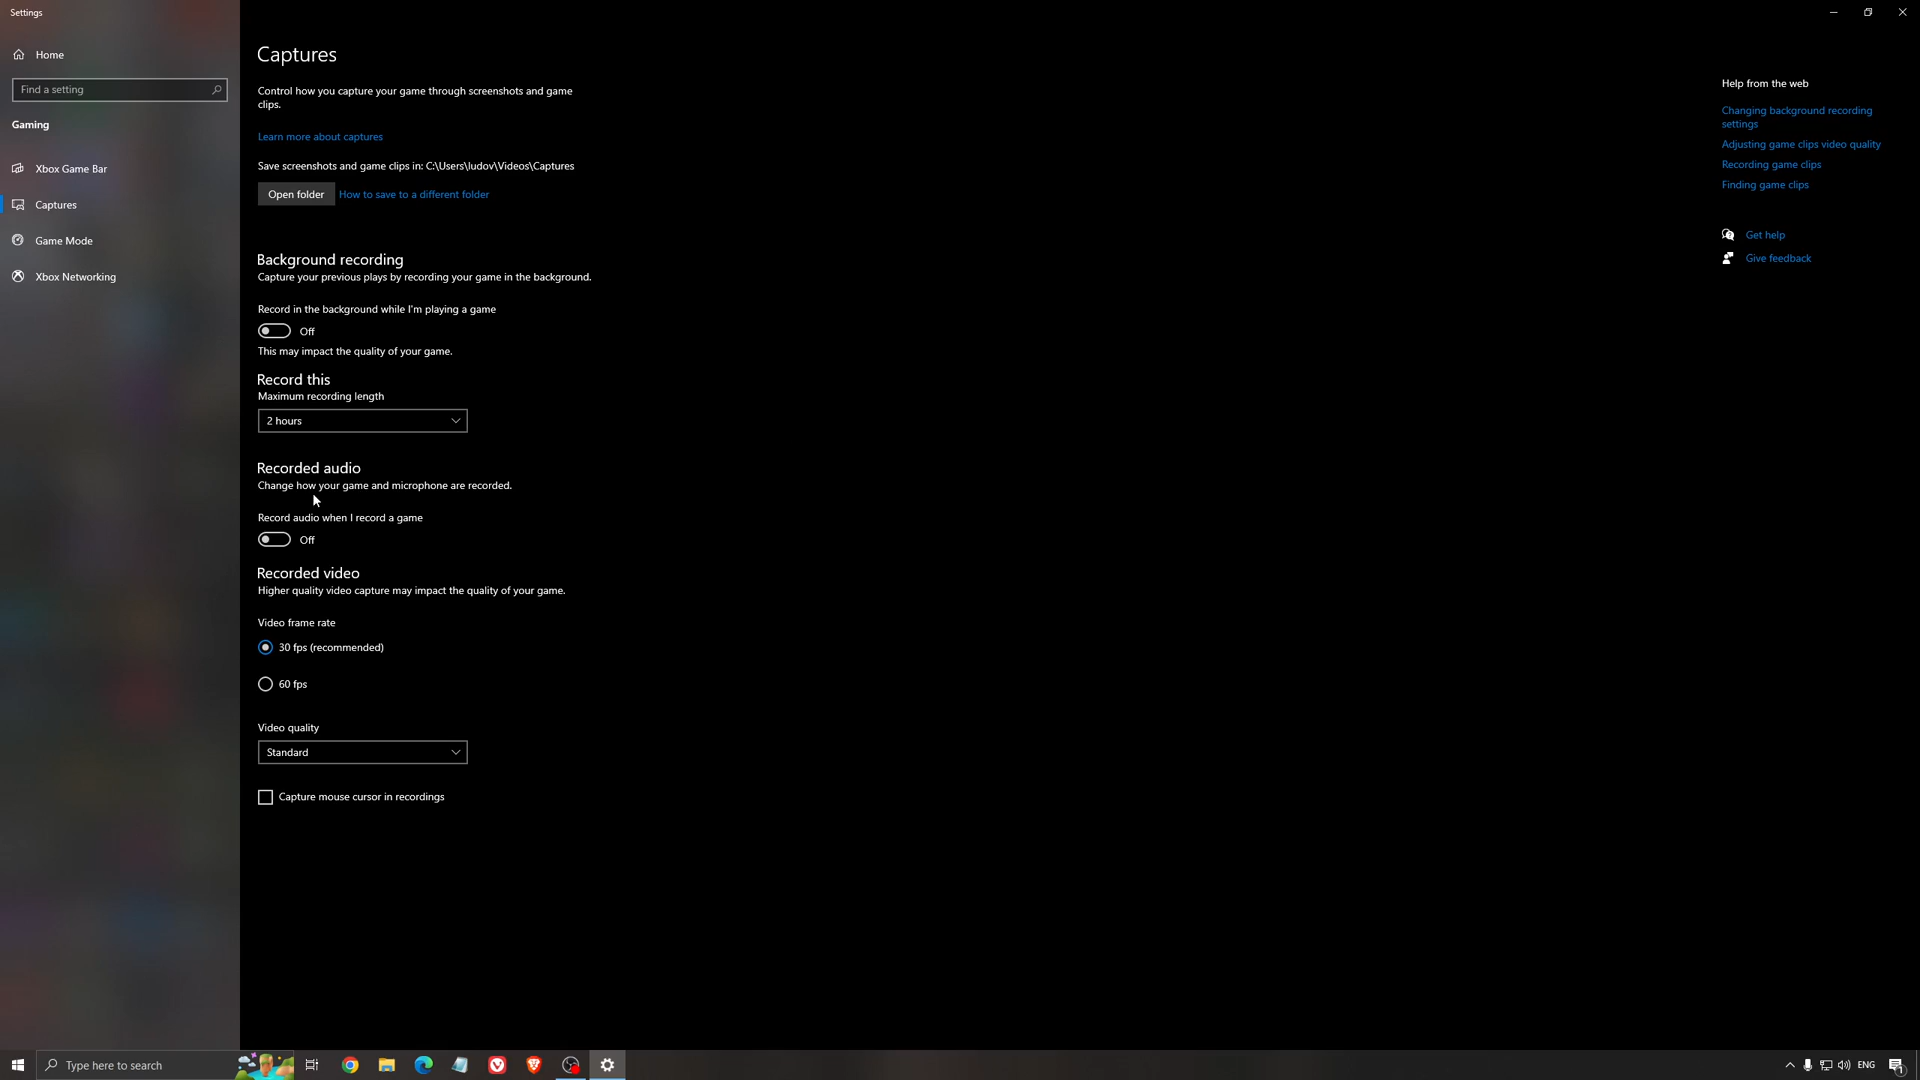 Settings
Home
Find a setting
Gaming
Xbox Game Bar
Captures
Game Mode
Xbox Networking
Captures
Control how you capture your game through screenshots and game
clips.
Learn more about captures
Save screenshots and game clips in: C:\Users\ludov\Videos\Captures
Open folder
How to save to a different folder
Background recording
Capture your previous plays by recording your game in the background.
Record in the background while I'm playing a game
Off
This may impact the quality of your game.
Record this
Maximum recording length
2 hours
Recorded audio
Change how your game and microphone are recorded.
Record audio when I record a game
Off
Recorded video
Higher quality video capture may impact the quality of your game.
Video frame rate
30 fps (recommended)
60 fps
Video quality
Standard
Capture mouse cursor in recordings
Help from the web
Changing background recording
settings
Adjusting game clips video quality
Recording game clips
Finding game clips
Get help
Give feedback
Type here to search
ENG
1